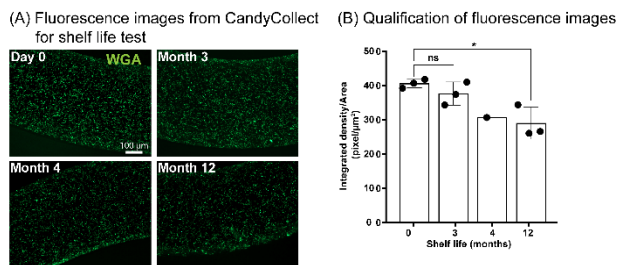 (A) Fluorescence images from CandyCollect
for shelf life test
Day 0
WGA
100 µm
Month 3
Month 4
Month 12
(B) Qualification of fluorescence images
*
ns
Integrated density/Area
(pixel/µm²)
500
400
300
200
100
0
0 3 4 12
Shelf life (months)